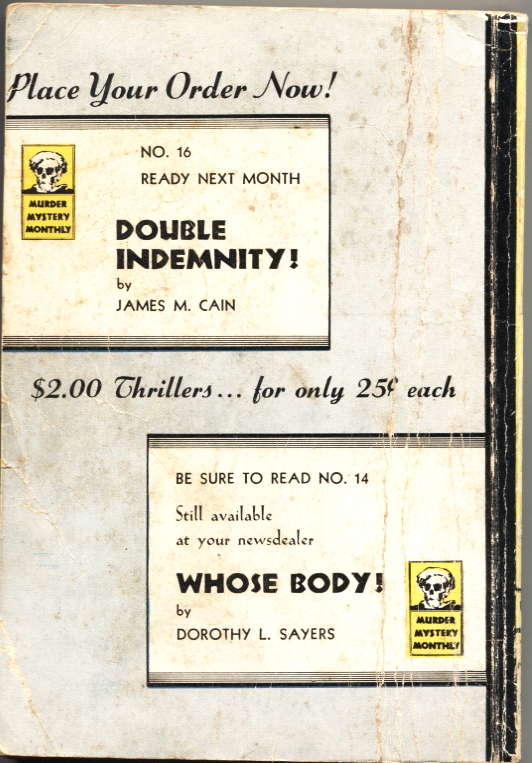 Place Your Order Now!
MURDER
MYSTERY
MONTHLY
NO. 16
READY NEXT MONTH
DOUBLE
INDEMNITY!
by
JAMES M. CAIN
$2.00 Thrillers... for only 25¢ each
BE SURE TO READ NO. 14
Still available
at your newsdealer
WHOSE BODY!
by
DOROTHY L. SAYERS
MURDER
MYSTERY
MONTHLY